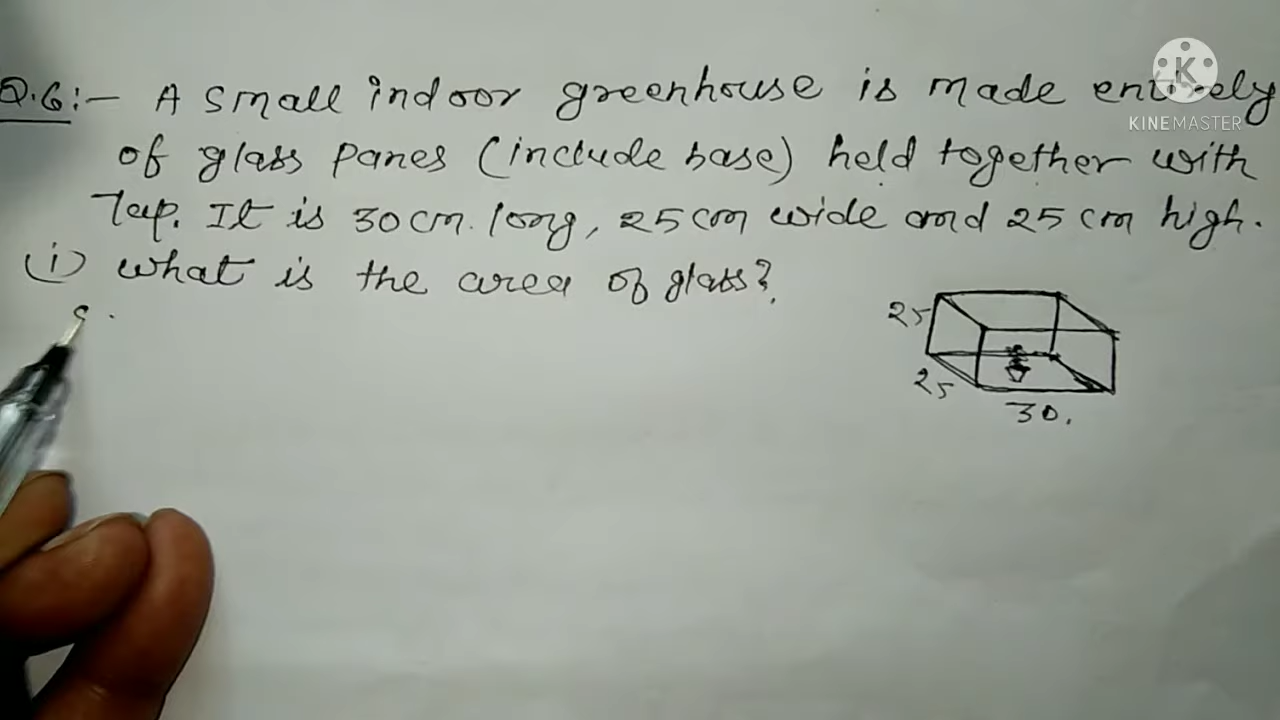 Q.6:- A small indoor greenhouse is made entirely
of glass panes (include base) held together with
Tap. It is 30 cm. long, 25 cm wide and 25 cm high.
(i) what is the area of glass?
25
25
30.
K
KINEMASTER